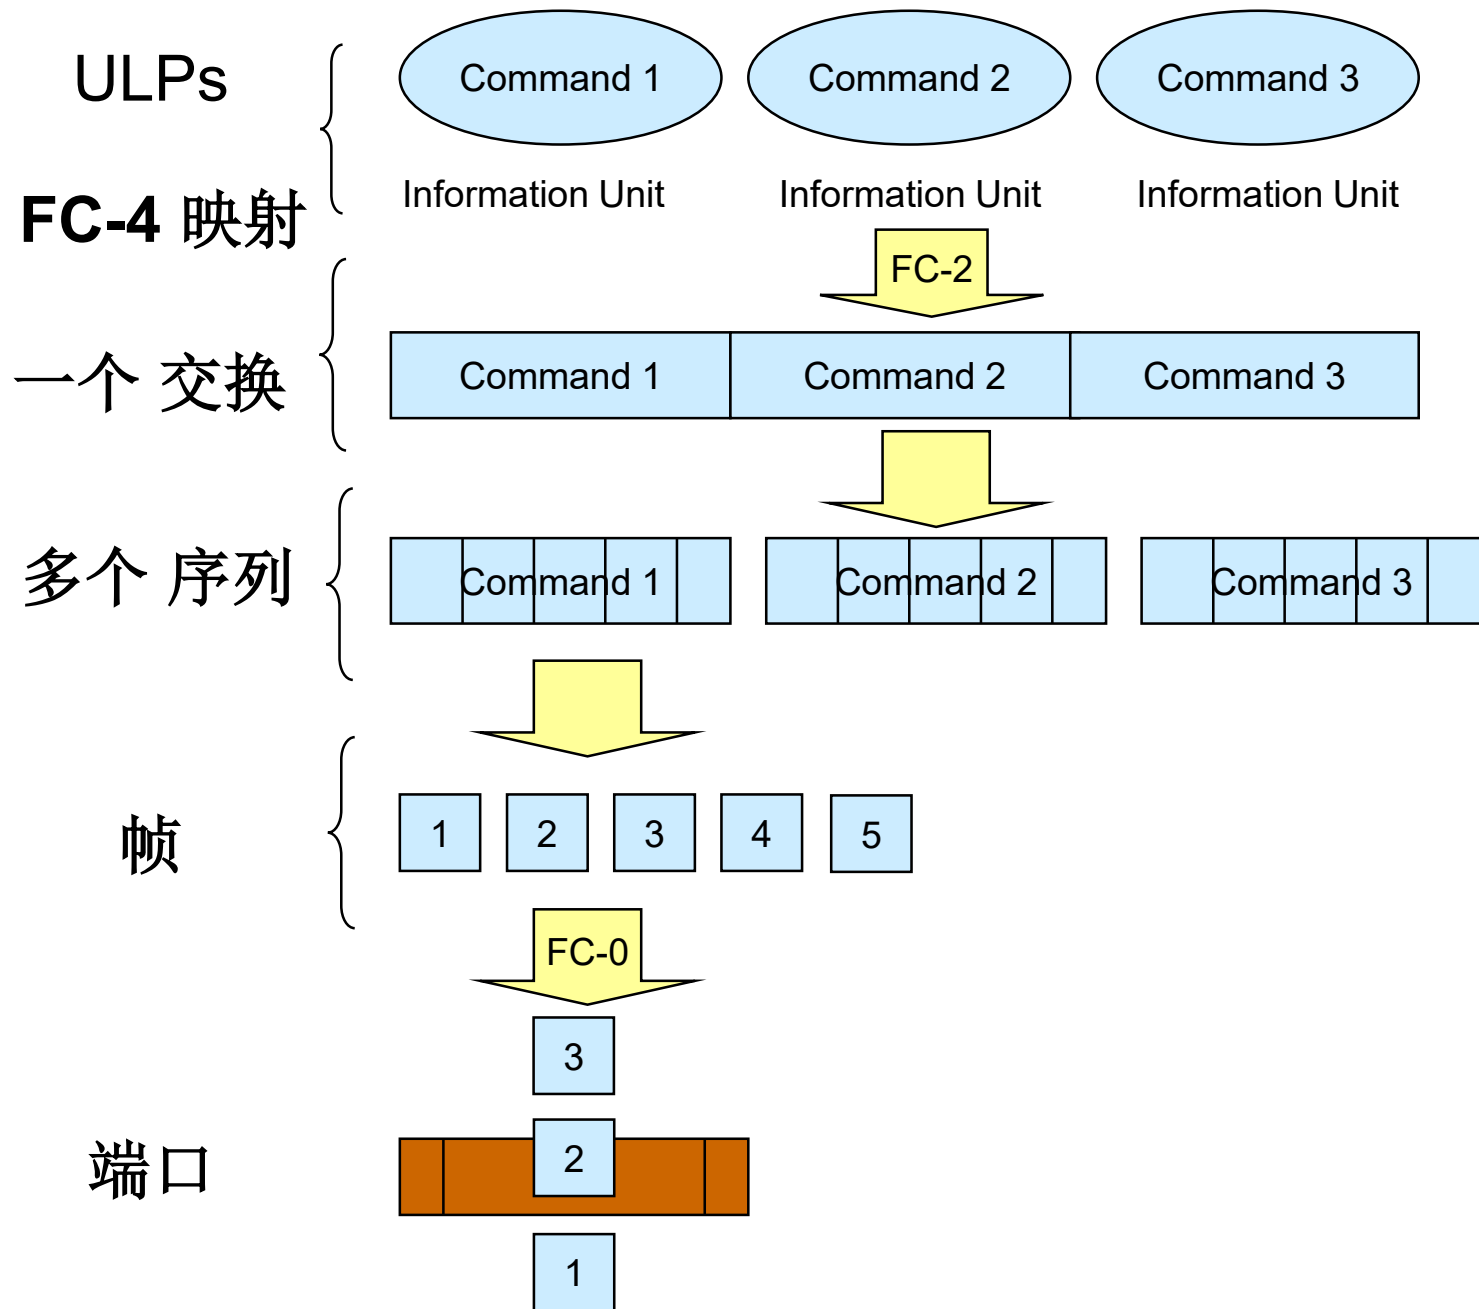 ULPs
Command 1 Command 2 Command 3
FC-4 映射
Information Unit Information Unit Information Unit
FC-2
一个 交换
Command 1 Command 2 Command 3
多个 序列
Command 1 Command 2 Command 3
帧
1 2 3 4 5
FC-0
3
端口
2
1